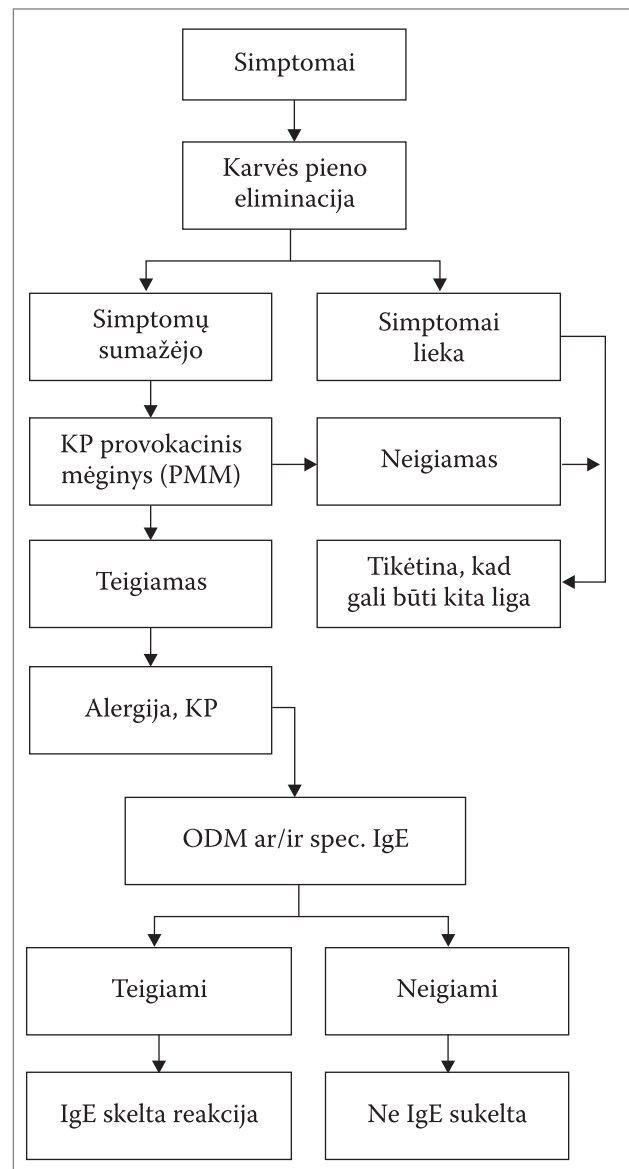 Simptomai
Karvės pieno
eliminacija
Simptomų
sumažėjo
Simptomai
lieka
KP provokacinis
mėginys (PMM)
Neigiamas
Teigiamas
Tikėtina, kad
gali būti kita liga
Alergija, KP
ODM ar/ir spec. IgE
Teigiami
Neigiami
IgE skelta reakcija
Ne IgE sukelta